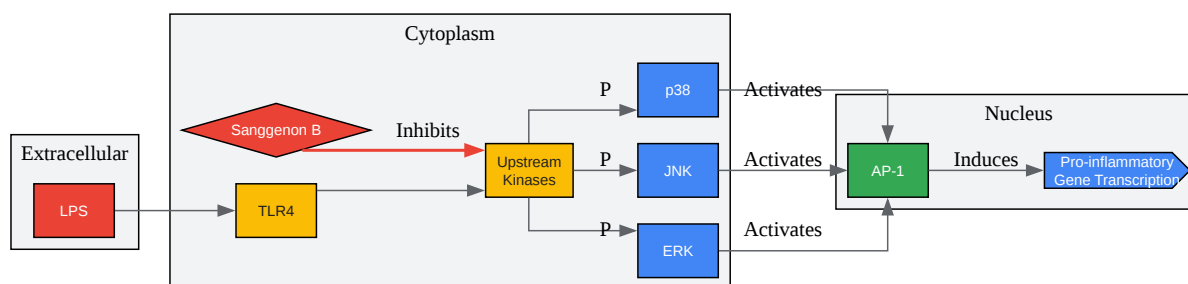 Cytoplasm
Extracellular
LPS
Sanggenon B
Inhibits
TLR4
Upstream
Kinases
P
P
P
p38
JNK
ERK
Activates
Activates
Activates
Nucleus
AP-1
Induces
Pro-inflammatory
Gene Transcription